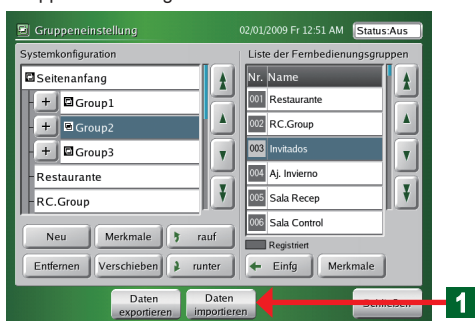 Gruppeneinstellung
02/01/2009 Fr 12:51 AM
Status:Aus
Systemkonfiguration
Seitenanfang
+ Group1
+ Group2
+ Group3
Restaurante
RC.Group
Neu
Merkmale
rauf
Entfernen
Verschieben
runter
Liste der Fernbedienungsgruppen
Nr. Name
001 Restaurante
002 RC.Group
003 Invitados
004 Aj. Invierno
005 Sala Recep
006 Sala Control
Registriert
Einfg
Merkmale
Daten
exportieren
Daten
importieren
Schließen
1